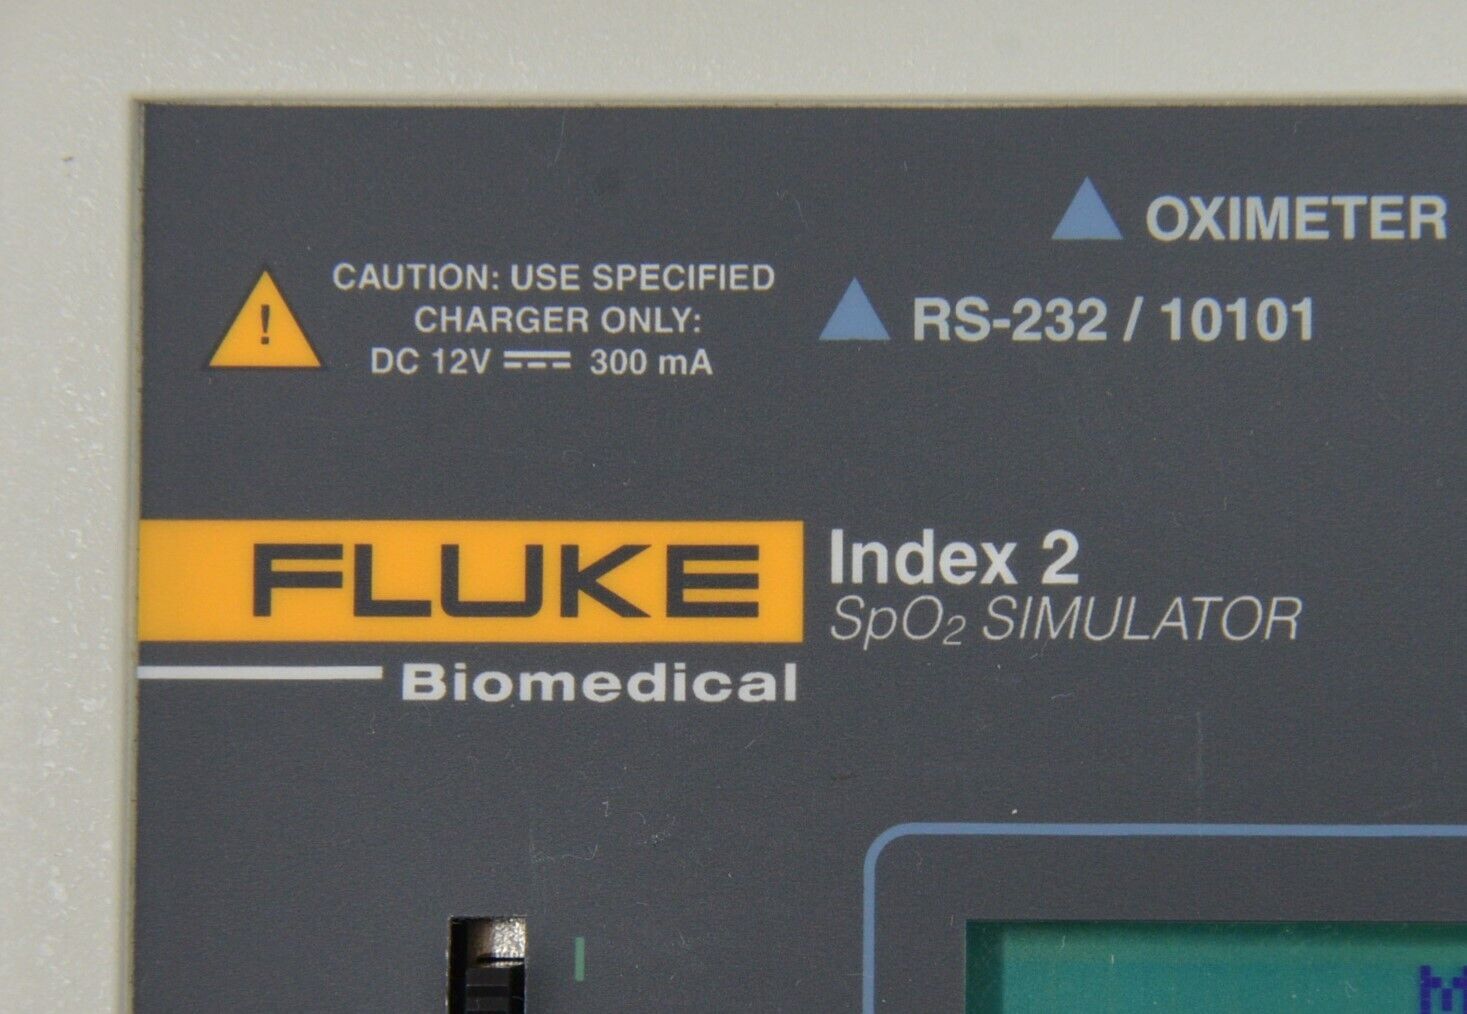 OXIMETER
CAUTION: USE SPECIFIED
CHARGER ONLY:
DC 12V ⎓ 300 mA
RS-232 / 10101
!
FLUKE
Biomedical
Index 2
SpO₂ SIMULATOR
M